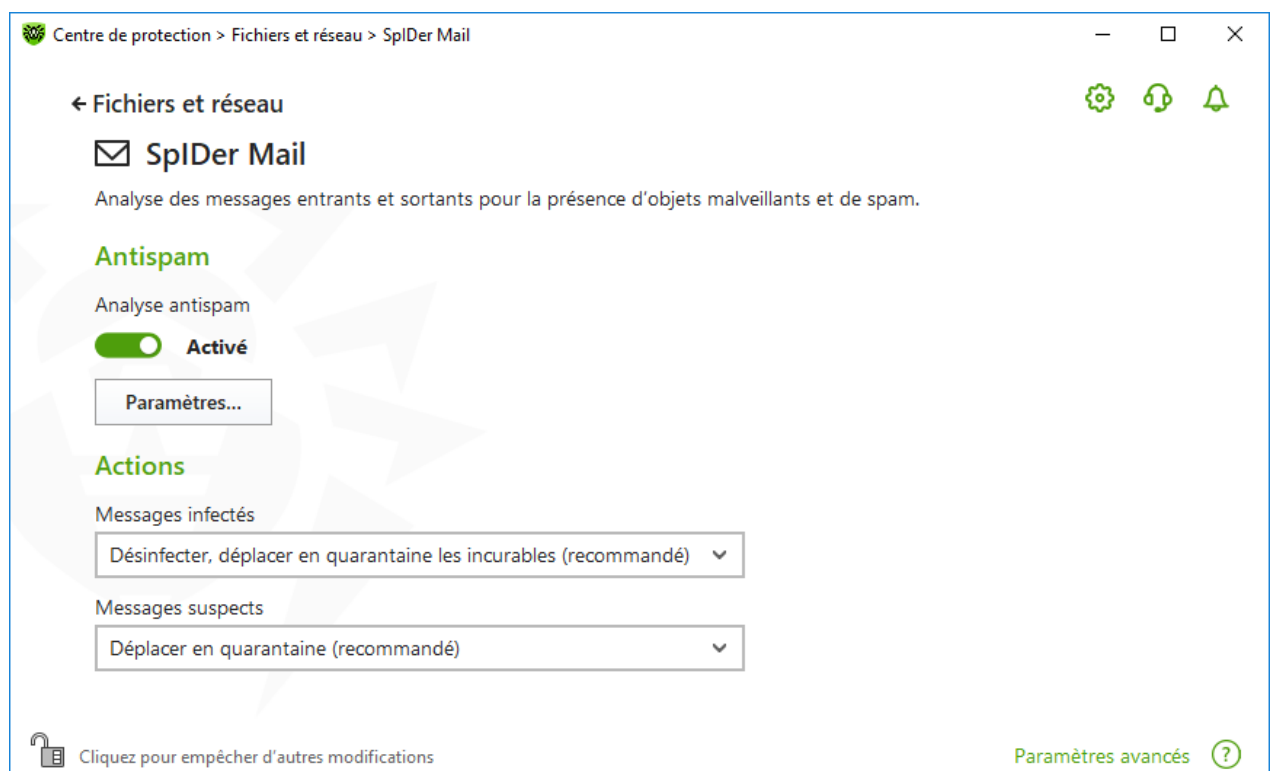 Centre de protection > Fichiers et réseau > SpIDer Mail
Fichiers et réseau
SpIDer Mail
Analyse des messages entrants et sortants pour la présence d'objets malveillants et de spam.
Antispam
Analyse antispam
Activé
Paramètres...
Actions
Messages infectés
Désinfecter, déplacer en quarantaine les incurables (recommandé)
Messages suspects
Déplacer en quarantaine (recommandé)
Cliquez pour empêcher d'autres modifications
Paramètres avancés ?